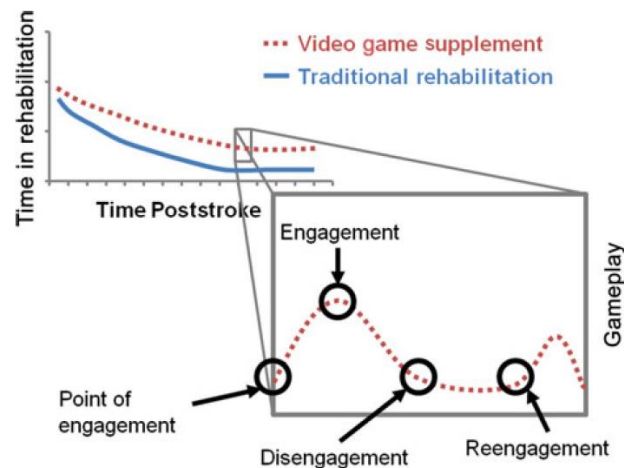 Video game supplement
Traditional rehabilitation
Time in rehabilitation
Time Poststroke
Engagement
Gameplay
Point of
engagement
Disengagement
Reengagement